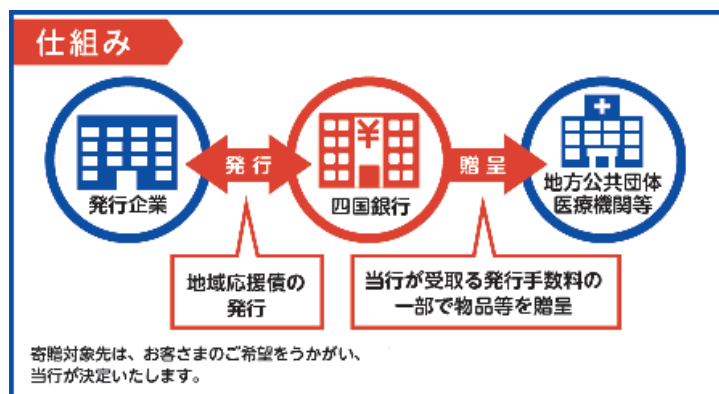 仕組み
発行企業
発行
¥
四国銀行
贈呈
地方公共団体
医療機関等
地域応援債の
発行
当行が受取る発行手数料の
一部で物品等を贈呈
寄贈対象先は、お客さまのご希望をうかがい、
当行が決定いたします。